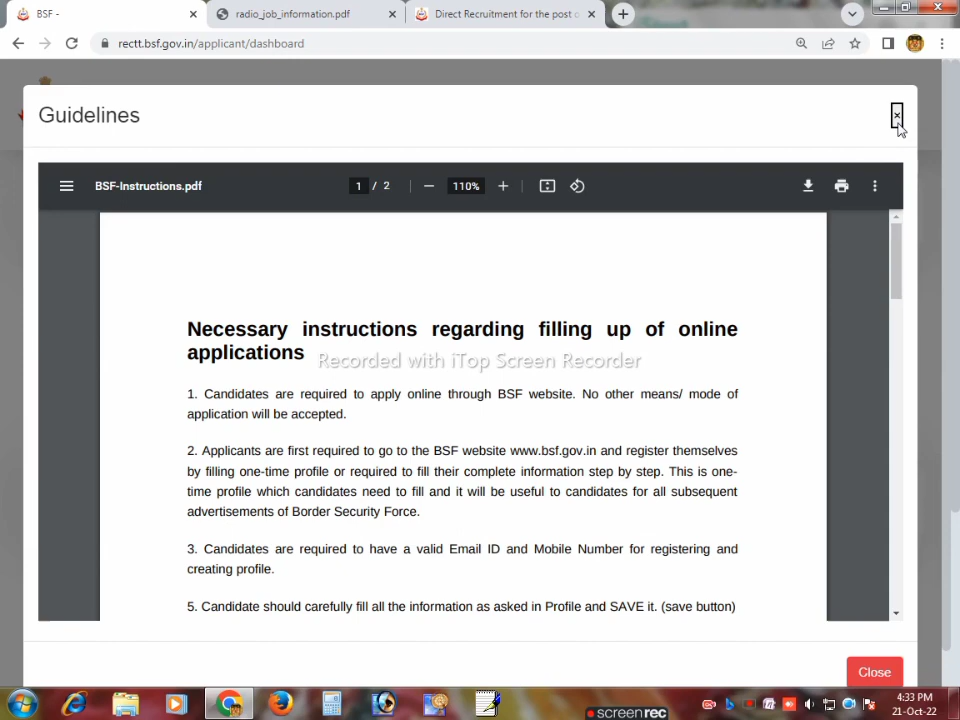 BSF -
radio_job_information.pdf
Direct Recruitment for the post o
rectt.bsf.gov.in/applicant/dashboard
Guidelines
BSF-Instructions.pdf
1 / 2
110%
Necessary instructions regarding filling up of online
applications
Recorded with iTop Screen Recorder
1. Candidates are required to apply online through BSF website. No other means/ mode of
application will be accepted.
2. Applicants are first required to go to the BSF website www.bsf.gov.in and register themselves
by filling one-time profile or required to fill their complete information step by step. This is one-
time profile which candidates need to fill and it will be useful to candidates for all subsequent
advertisements of Border Security Force.
3. Candidates are required to have a valid Email ID and Mobile Number for registering and
creating profile.
5. Candidate should carefully fill all the information as asked in Profile and SAVE it. (save button)
Close
screenrec
4:33 PM
21-Oct-22